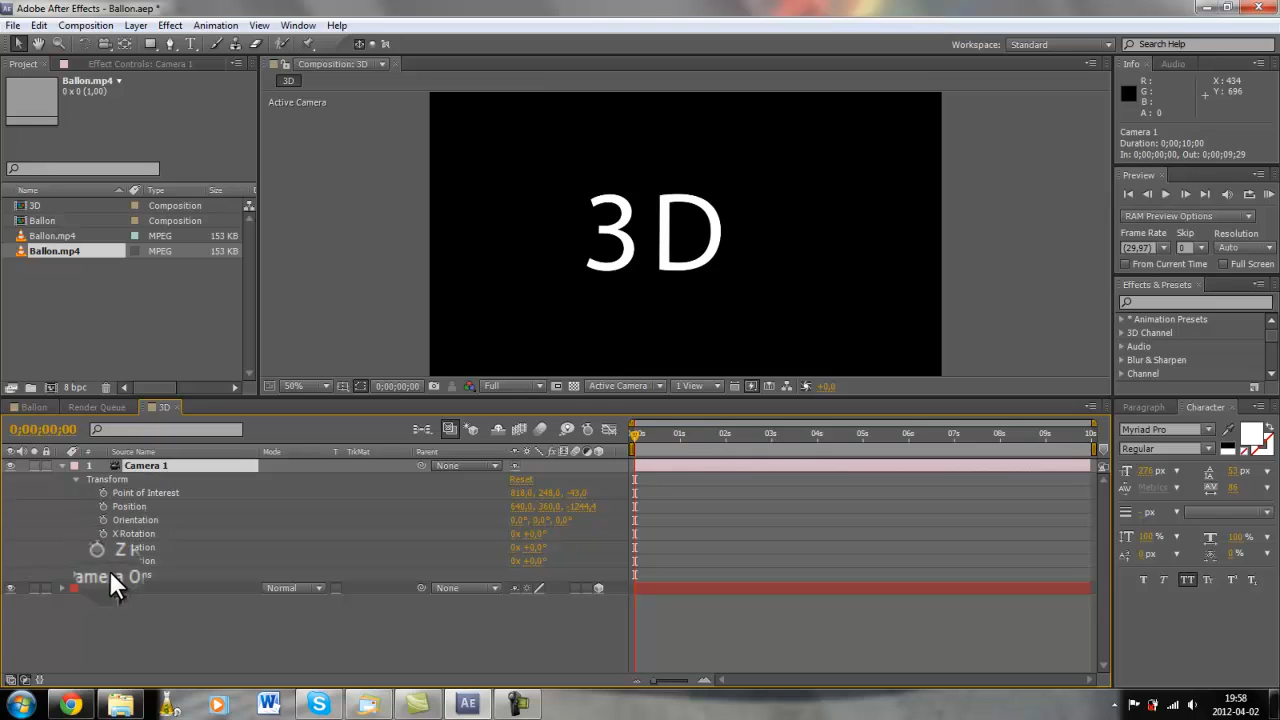 Adobe After Effects - Ballon.aep *
File Edit Composition Layer Effect Animation View Window Help
Workspace: Standard Search Help
Project Effect Controls: Camera 1
Composition: 3D
Info Audio
Ballon.mp4
0 x 0 (1,00)
3D
Active Camera
R:
G:
B:
A: 0
X: 434
Y: 696
Camera 1
Duration: 0;00;10;00
In: 0;00;00;00, Out: 0;00;09;29
Preview
RAM Preview Options
Frame Rate Skip Resolution
(29,97) 0 Auto
From Current Time Full Screen
Name Type Size
3D Composition
Ballon Composition
Ballon.mp4 MPEG 153 KB
Ballon.mp4 MPEG 153 KB
3D
Effects & Presets
* Animation Presets
3D Channel
Audio
Blur & Sharpen
Channel
8 bpc
50% 0;00;00;00 Full Active Camera 1 View +0,0
Ballon Render Queue 3D
0;00;00;00
00s 01s 02s 03s 04s 05s 06s 07s 08s 09s 10s
# Source Name Mode T TrkMat Parent
1 Camera 1 None
Transform Reset
Point of Interest 818,0, 248,0, -43,0
Position 640,0, 360,0, -1244,4
Orientation 0,0°, 0,0°, 0,0°
X Rotation 0x +0,0°
0x +0,0°
Z R
0x +0,0°
Normal None
Paragraph Character
Myriad Pro
Regular
276 px 53 px
Metrics 86
- px
100 % 100 %
0 px 0 %
T T TT Tr
19:58
2012-04-02